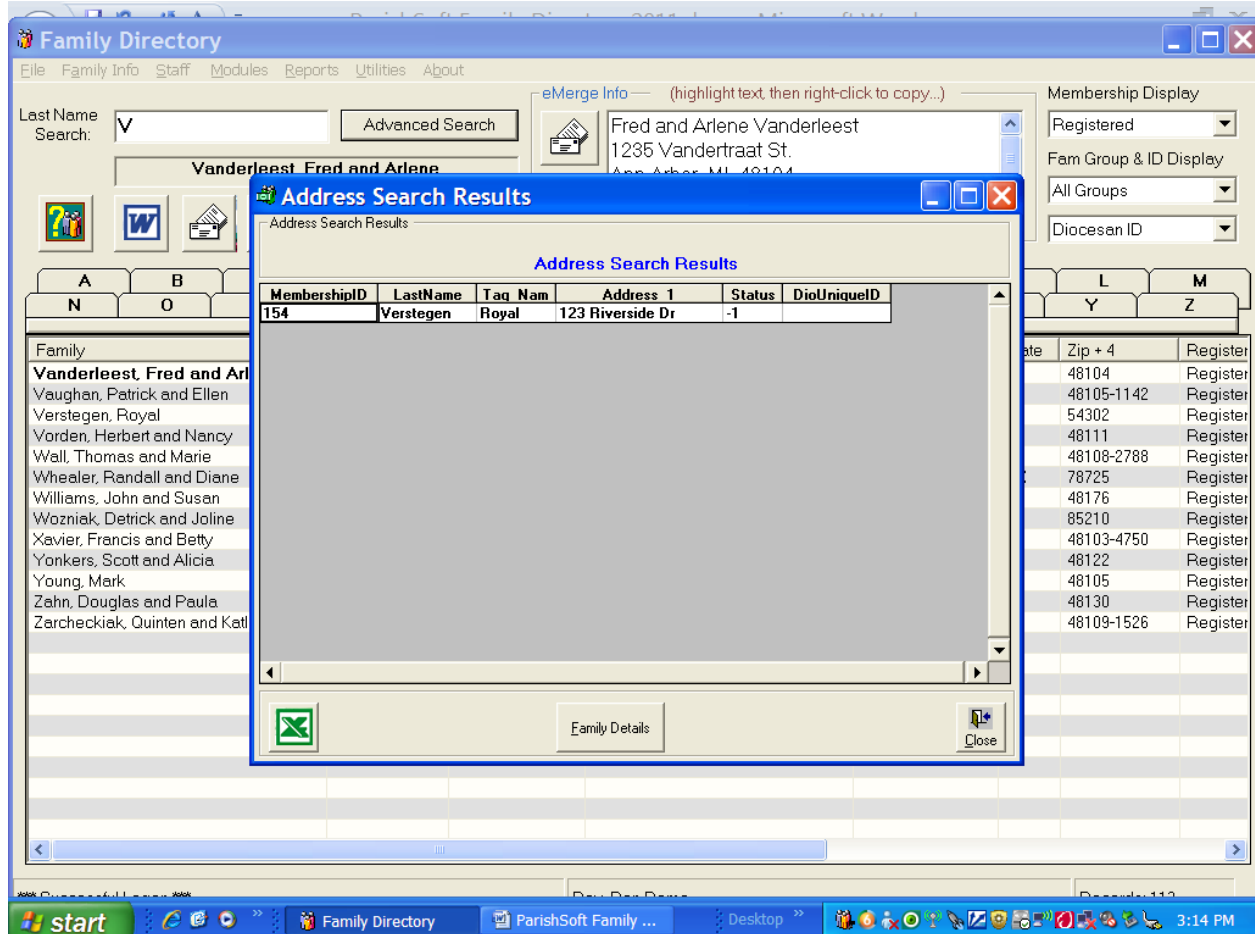 Family Directory
File Family Info Staff Modules Reports Utilities About
eMerge Info (highlight text, then right-click to copy...)
Membership Display
Last Name
Search:
V
Advanced Search
Fred and Arlene Vanderleest
1235 Vandertraat St.
Ann Arbor, MI 48104
Registered
Fam Group & ID Display
All Groups
Diocesan ID
Vanderleest, Fred and Arlene
Address Search Results
Address Search Results
Address Search Results
MembershipID LastName Tag_Nam Address_1 Status DioUniqueID
154 Verstegen Royal 123 Riverside Dr -1
A B L M
N O Y Z
Family ate Zip + 4 Register
Vanderleest, Fred and Arl 48104 Register
Vaughan, Patrick and Ellen 48105-1142 Register
Verstegen, Royal 54302 Register
Vorden, Herbert and Nancy 48111 Register
Wall, Thomas and Marie 48108-2788 Register
Whealer, Randall and Diane 78725 Register
Williams, John and Susan 48176 Register
Wozniak, Detrick and Joline 85210 Register
Xavier, Francis and Betty 48103-4750 Register
Yonkers, Scott and Alicia 48122 Register
Young, Mark 48105 Register
Zahn, Douglas and Paula 48130 Register
Zarcheckiak, Quinten and Katl 48109-1526 Register
Family Details
Close
start
Family Directory
ParishSoft Family ...
Desktop »
3:14 PM